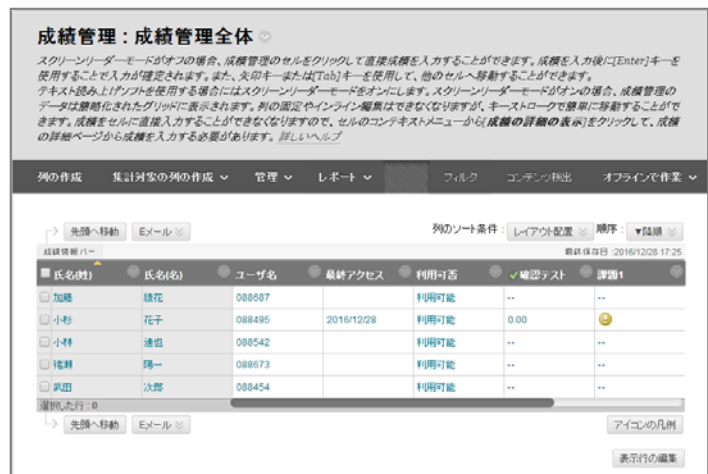 成績管理：成績管理全体
スクリーンリーダーモードがオフの場合、成績管理のセルをクリックして直接成績を入力することができます。成績を入力後に[Enter]キーを
使用することで入力が確定されます。また、矢印キーまたは[Tab]キーを使用して、他のセルへ移動することができます。
テキスト読み上げソフトを使用する場合にはスクリーンリーダーモードをオンにします。スクリーンリーダーモードがオンの場合、成績管理の
データは簡略化されたグリッドに表示されます。列の固定やインライン編集はできなくなりますが、キーストロークで簡単に移動することがで
きます。成績をセルに直接入力することができなくなりますので、セルのコンテキストメニューから[成績の詳細の表示]をクリックして、成績
の詳細ページから成績を入力する必要があります。詳しいヘルプ
列の作成 集計対象の列の作成 管理 レポート フィルタ コンテンツ検出 オフラインで作業
先頭へ移動 Eメール 列のソート条件： レイアウト配置 順序： ▼降順
成績情報バー 最終保存日：2016/12/28 17:25
氏名(姓) 氏名(名) ユーザ名 最終アクセス 利用可否 確認テスト 課題1
加藤 綾花 088687 利用可能 -- --
小杉 花子 088495 2016/12/28 利用可能 0.00
小林 達也 088542 利用可能 -- --
猪瀬 陽一 088673 利用可能 -- --
武田 次郎 088454 利用可能 -- --
選択した行：0
先頭へ移動 Eメール アイコンの凡例
表示行の編集